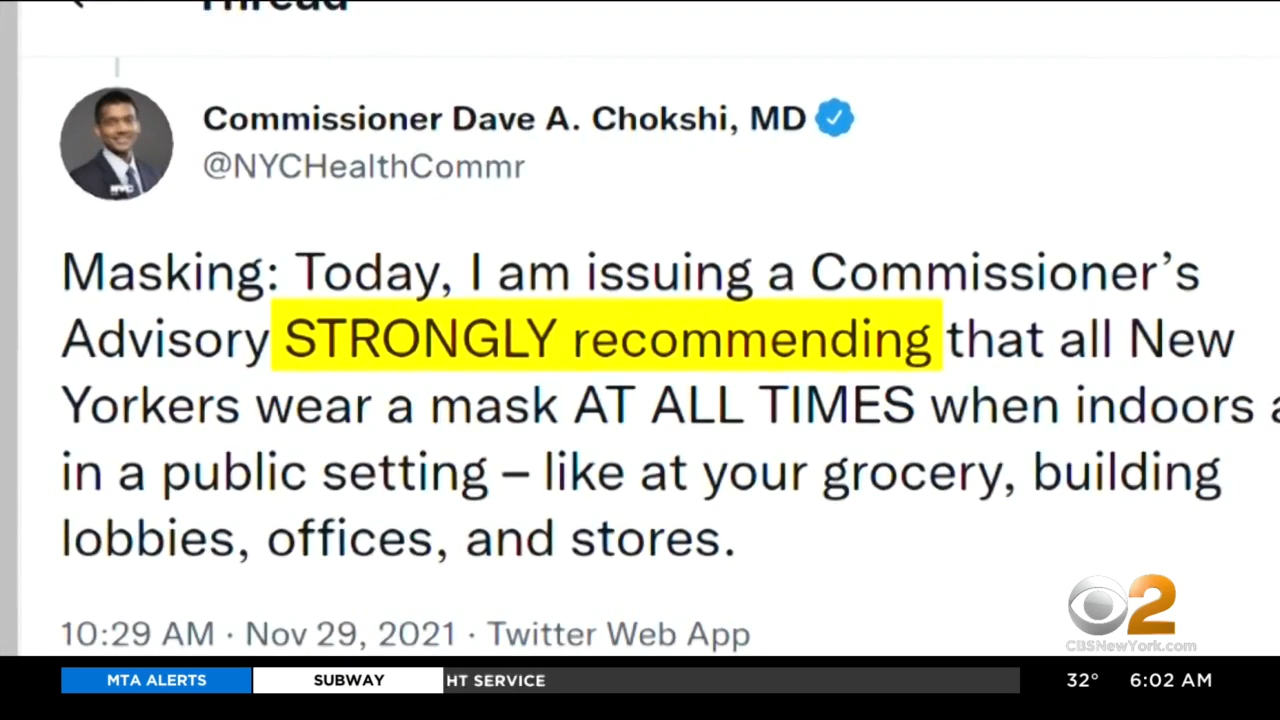 Thread
Commissioner Dave A. Chokshi, MD
@NYCHealthCommr
NYC
Masking: Today, I am issuing a Commissioner’s
Advisory STRONGLY recommending that all New
Yorkers wear a mask AT ALL TIMES when indoors
in a public setting – like at your grocery, building
lobbies, offices, and stores.
10:29 AM · Nov 29, 2021 · Twitter Web App
2
CBSNewYork.com
MTA ALERTS
SUBWAY
HT SERVICE
32°
6:02 AM